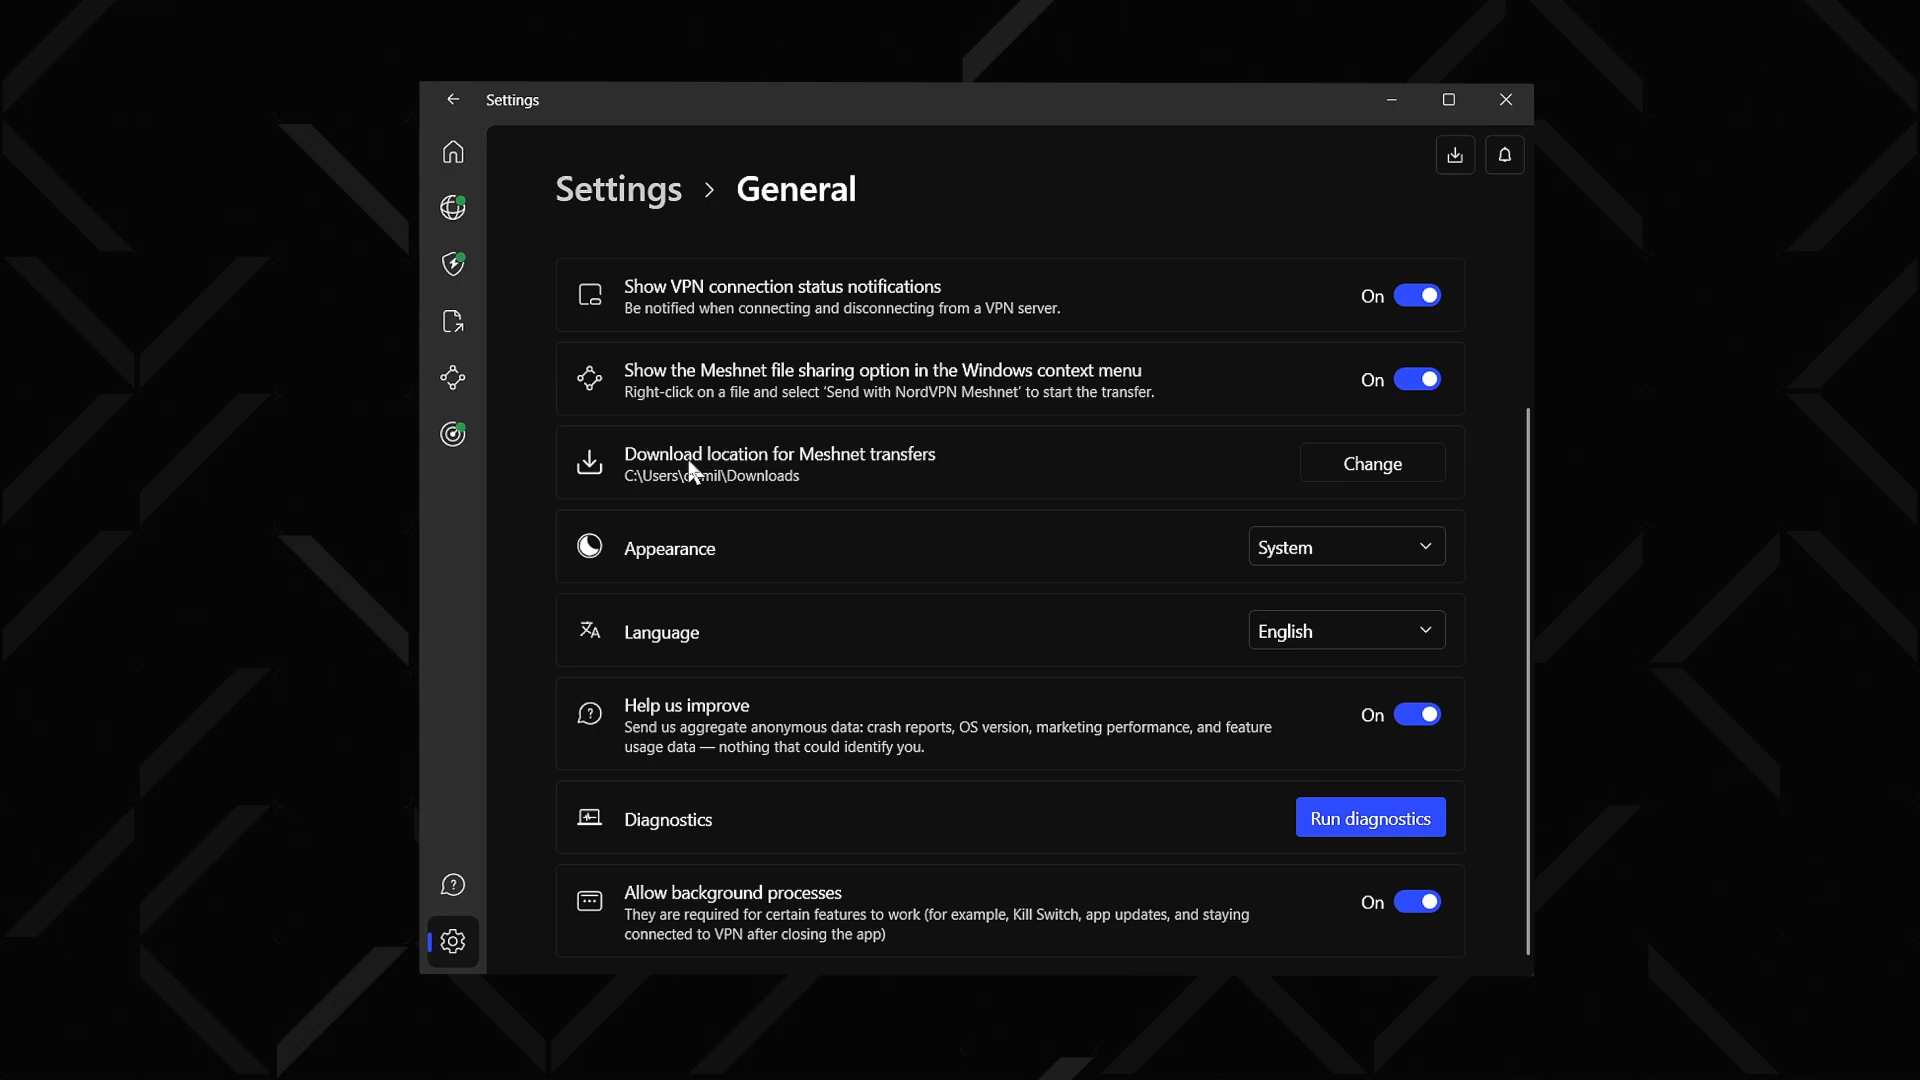 Settings
Settings > General
Show VPN connection status notifications
Be notified when connecting and disconnecting from a VPN server.
On
Show the Meshnet file sharing option in the Windows context menu
Right-click on a file and select 'Send with NordVPN Meshnet' to start the transfer.
On
Download location for Meshnet transfers
C:\Users\ \Downloads
Change
Appearance
System
Language
English
Help us improve
Send us aggregate anonymous data: crash reports, OS version, marketing performance, and feature
usage data — nothing that could identify you.
On
Diagnostics
Run diagnostics
Allow background processes
They are required for certain features to work (for example, Kill Switch, app updates, and staying
connected to VPN after closing the app)
On